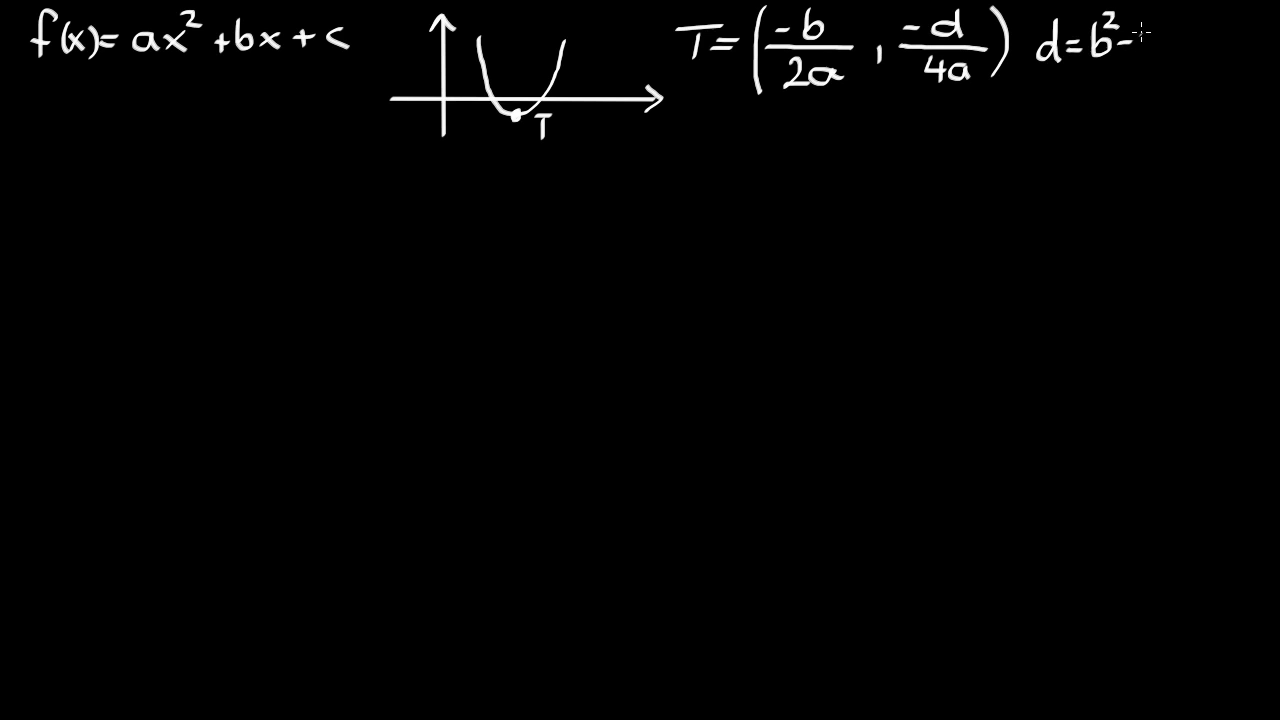 f(x)= ax² +bx + c
T
T= (-b/2a , -d/4a) d=b²-